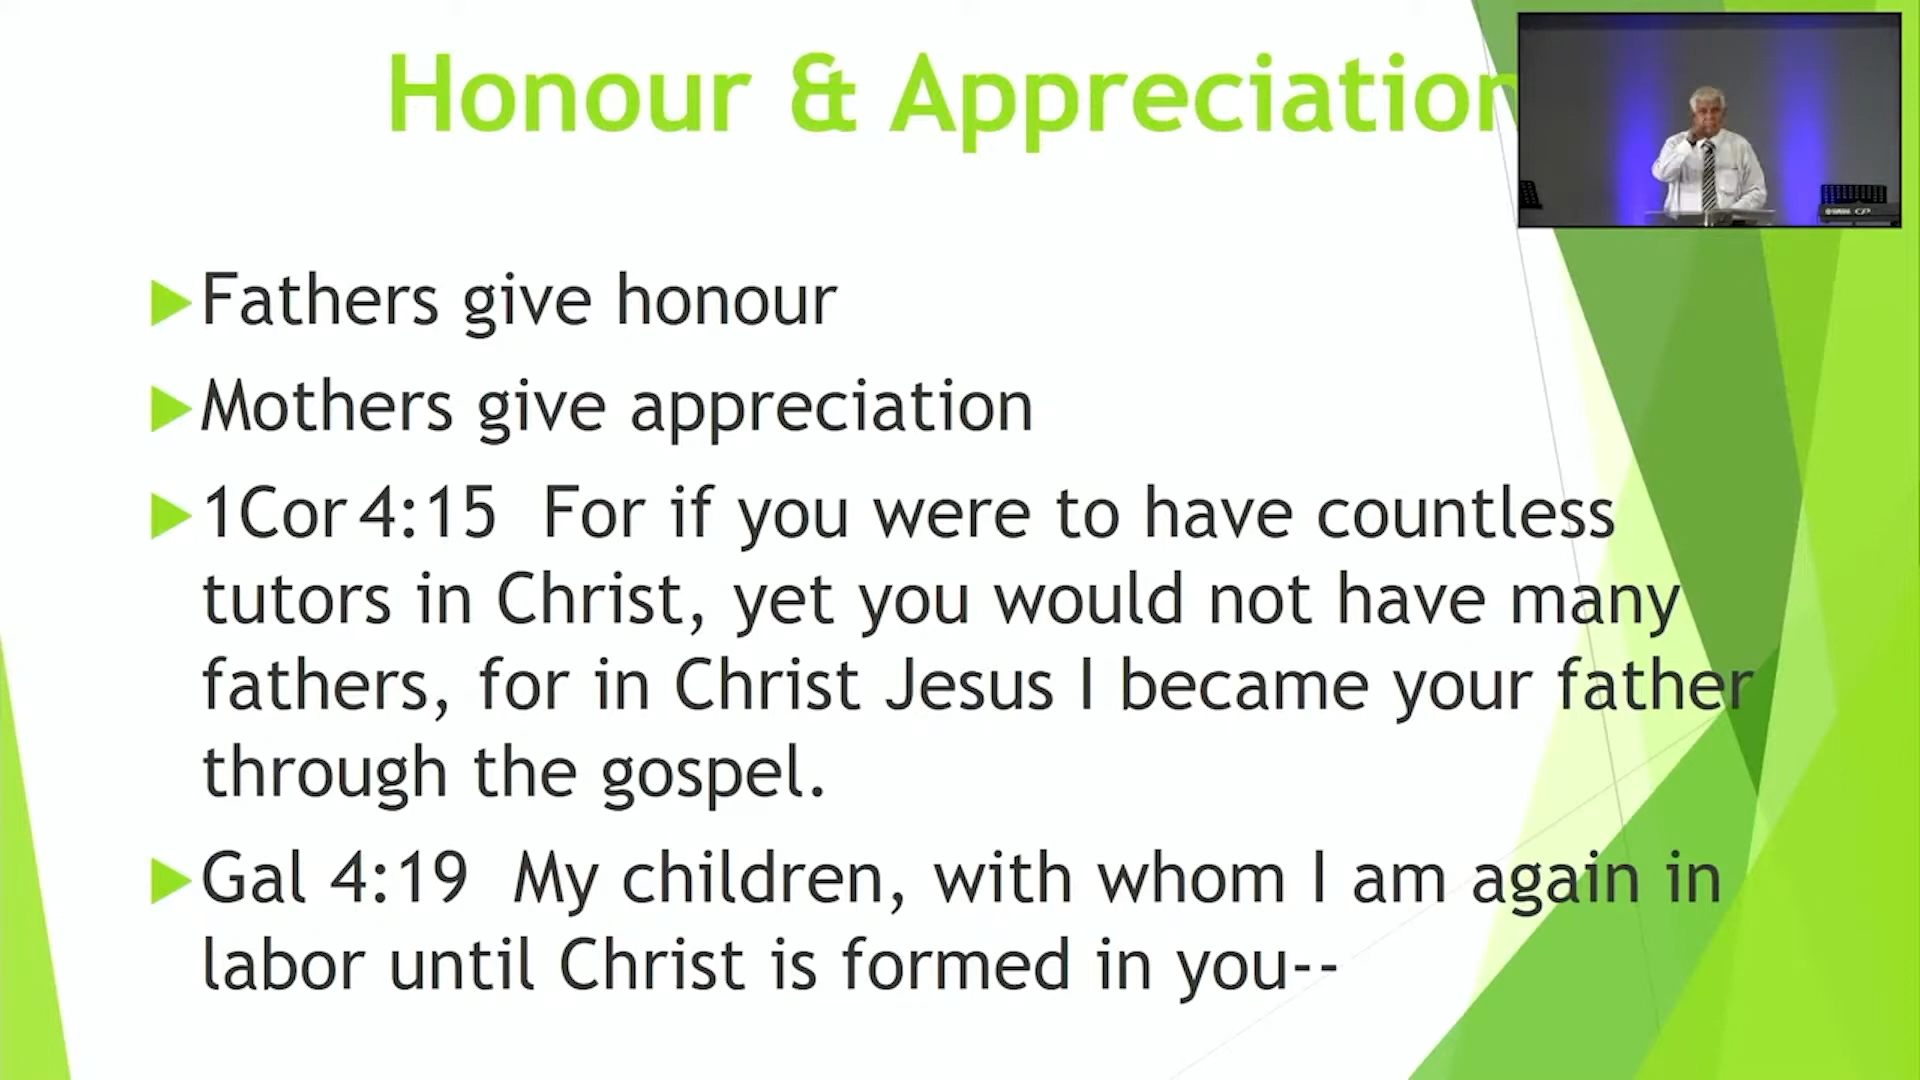 Honour & Appreciation
Fathers give honour
Mothers give appreciation
1Cor 4:15 For if you were to have countless
tutors in Christ, yet you would not have many
fathers, for in Christ Jesus I became your father
through the gospel.
Gal 4:19 My children, with whom I am again in
labor until Christ is formed in you--
YAMAHA CP